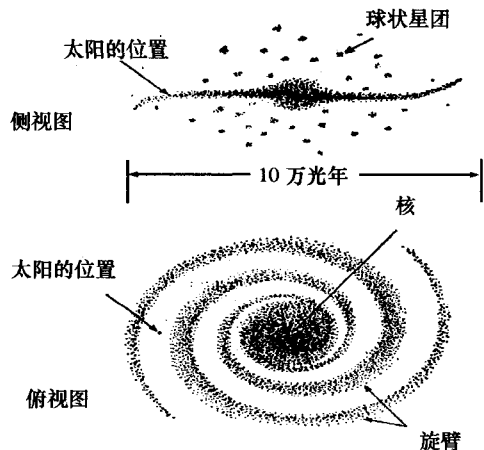 球状星团
太阳的位置
侧视图
10 万光年
核
太阳的位置
俯视图
旋臂